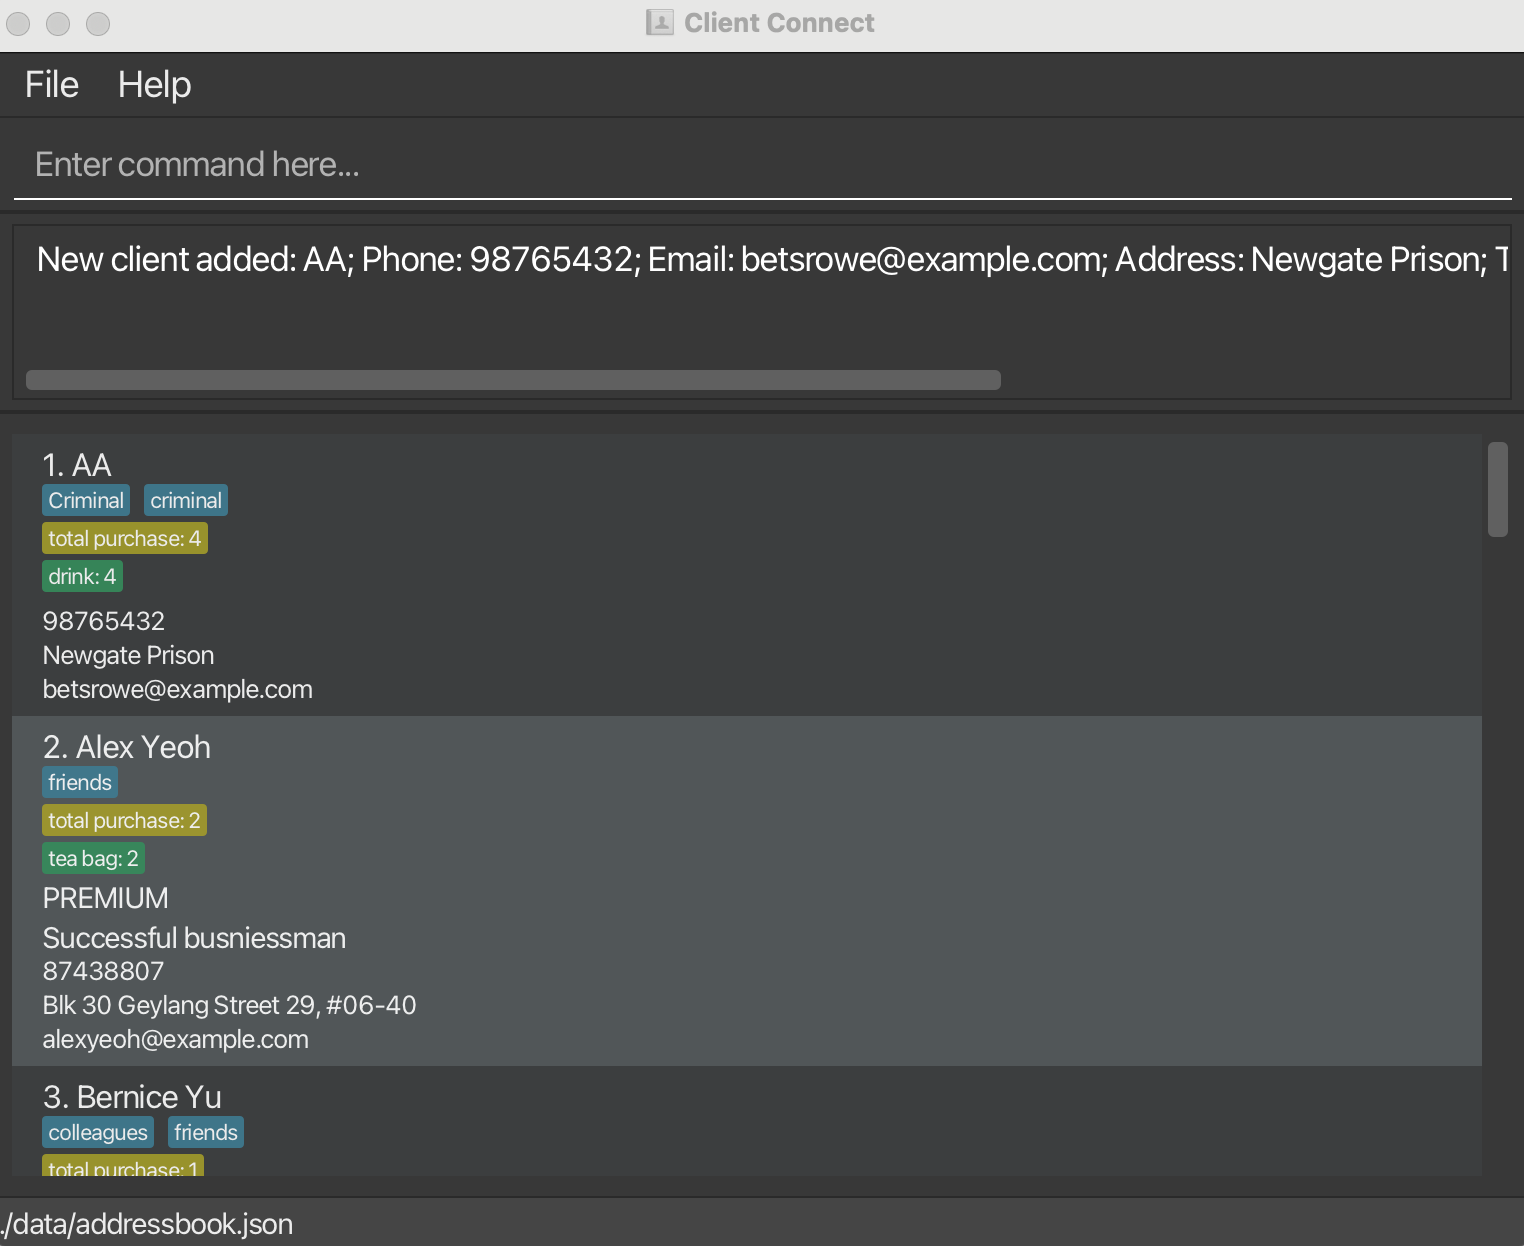 Client Connect
File Help
Enter command here...
New client added: AA; Phone: 98765432; Email: betsrowe@example.com; Address: Newgate Prison; T
1. AA
Criminal criminal
total purchase: 4
drink: 4
98765432
Newgate Prison
betsrowe@example.com
2. Alex Yeoh
friends
total purchase: 2
tea bag: 2
PREMIUM
Successful busniessman
87438807
Blk 30 Geylang Street 29, #06-40
alexyeoh@example.com
3. Bernice Yu
colleagues friends
total purchase: 1
./data/addressbook.json